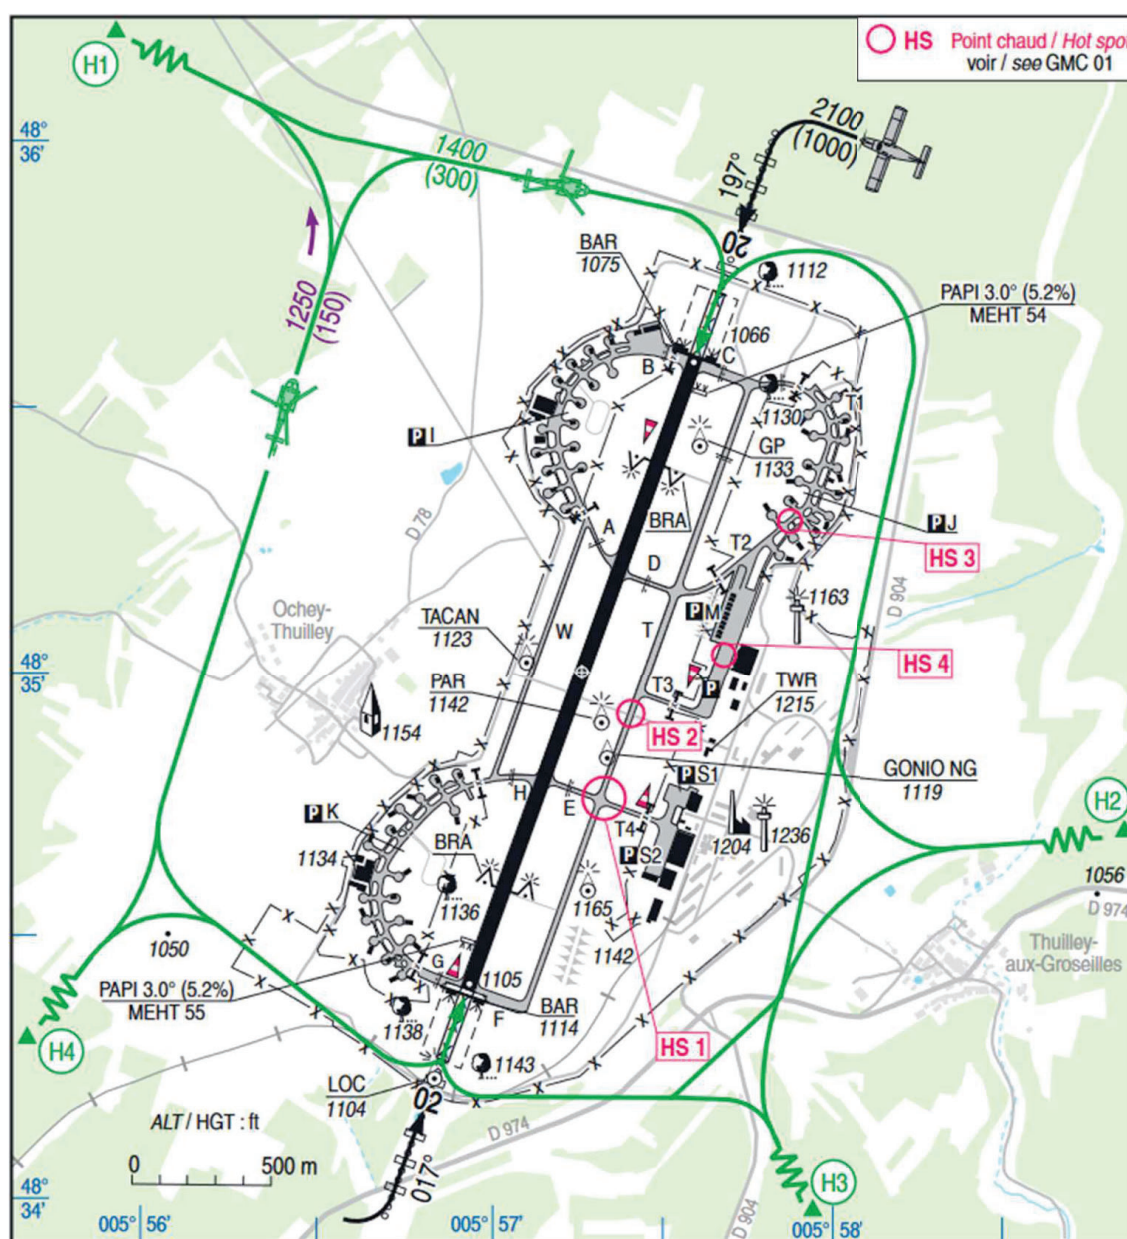 HS Point chaud / Hot spo
voir / see GMC 01
H1
48°
36'
2100
(1000)
197°
20
1400
(300)
BAR
1075
1112
PAPI 3.0° (5.2%)
MEHT 54
1250
(150)
1066
B
C
1130
T1
P I
GP
1133
BRA
P J
D 78
A
T2
HS 3
D
1163
D 904
Ochey-
Thuilley
TACAN
1123
W
T
P M
48°
35'
HS 4
PAR
1142
T3
P
TWR
1215
1154
HS 2
GONIO NG
1119
P S1
H
E
H2
P K
T4
1134
BRA
P S2
1204
1236
1136
1165
1056
D 974
1142
Thuilley-
aux-Groseilles
1050
G
1105
PAPI 3.0° (5.2%)
MEHT 55
F
BAR
1114
1138
HS 1
H4
1143
LOC
1104
02
ALT / HGT : ft
D 974
0 500 m
017°
H3
48°
34'
005° 56'
005° 57'
D 904
005° 58'